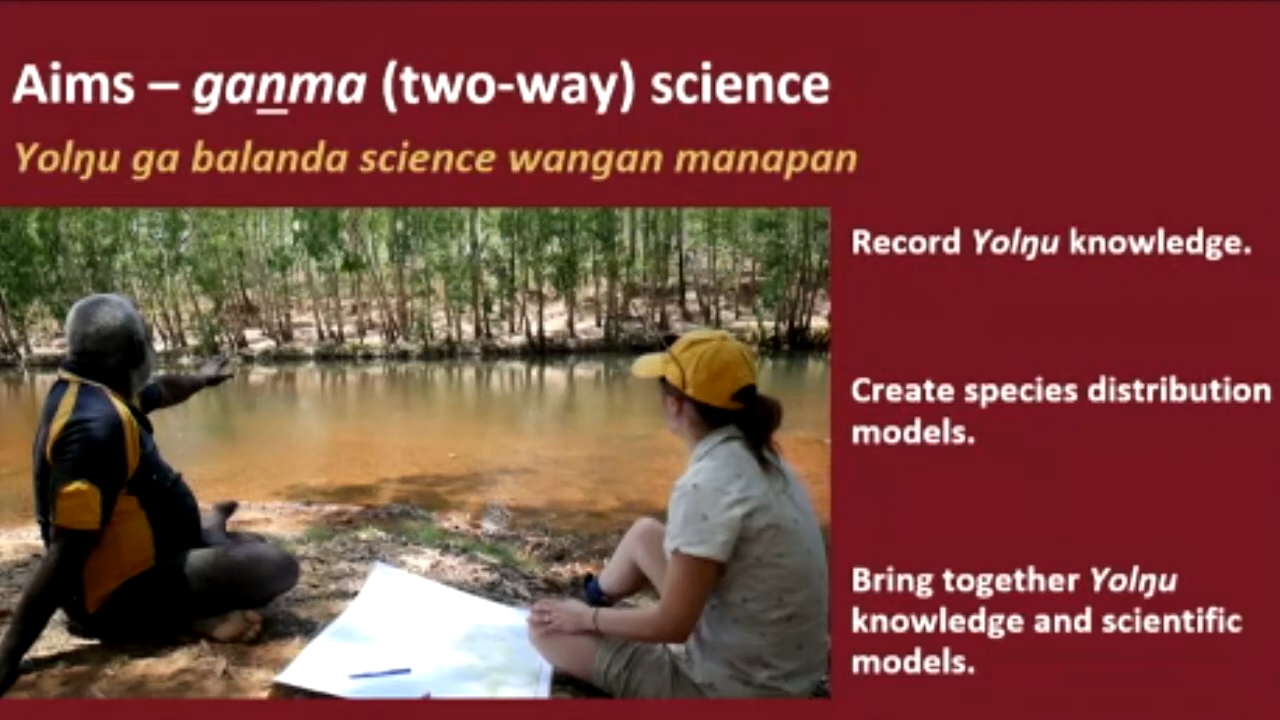 Aims – gaṉma (two-way) science
Yolŋu ga balanda science wangan manapan
Record Yolŋu knowledge.
Create species distribution
models.
Bring together Yolŋu
knowledge and scientific
models.